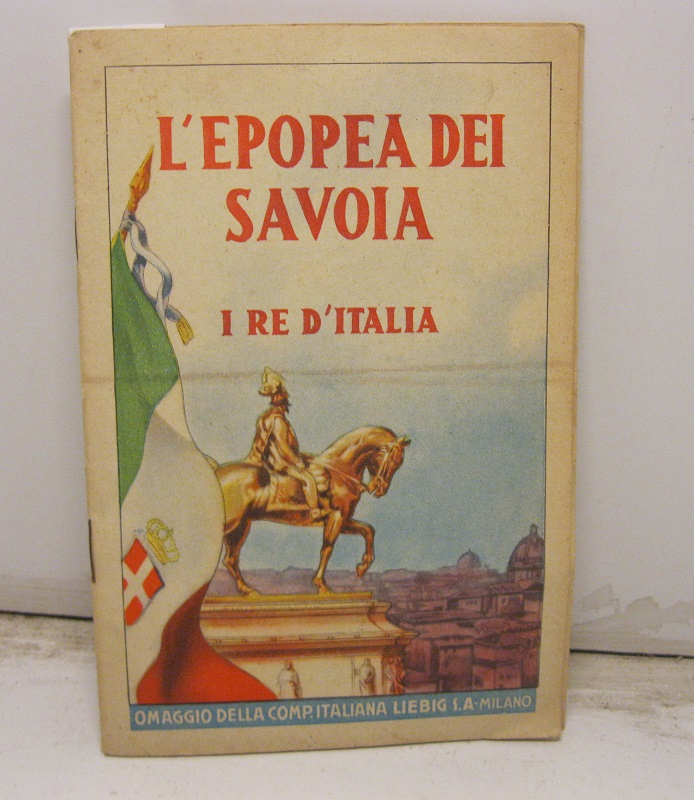 L'EPOPEA DEI
SAVOIA
I RE D'ITALIA
OMAGGIO DELLA COMP. ITALIANA LIEBIG S.A - MILANO